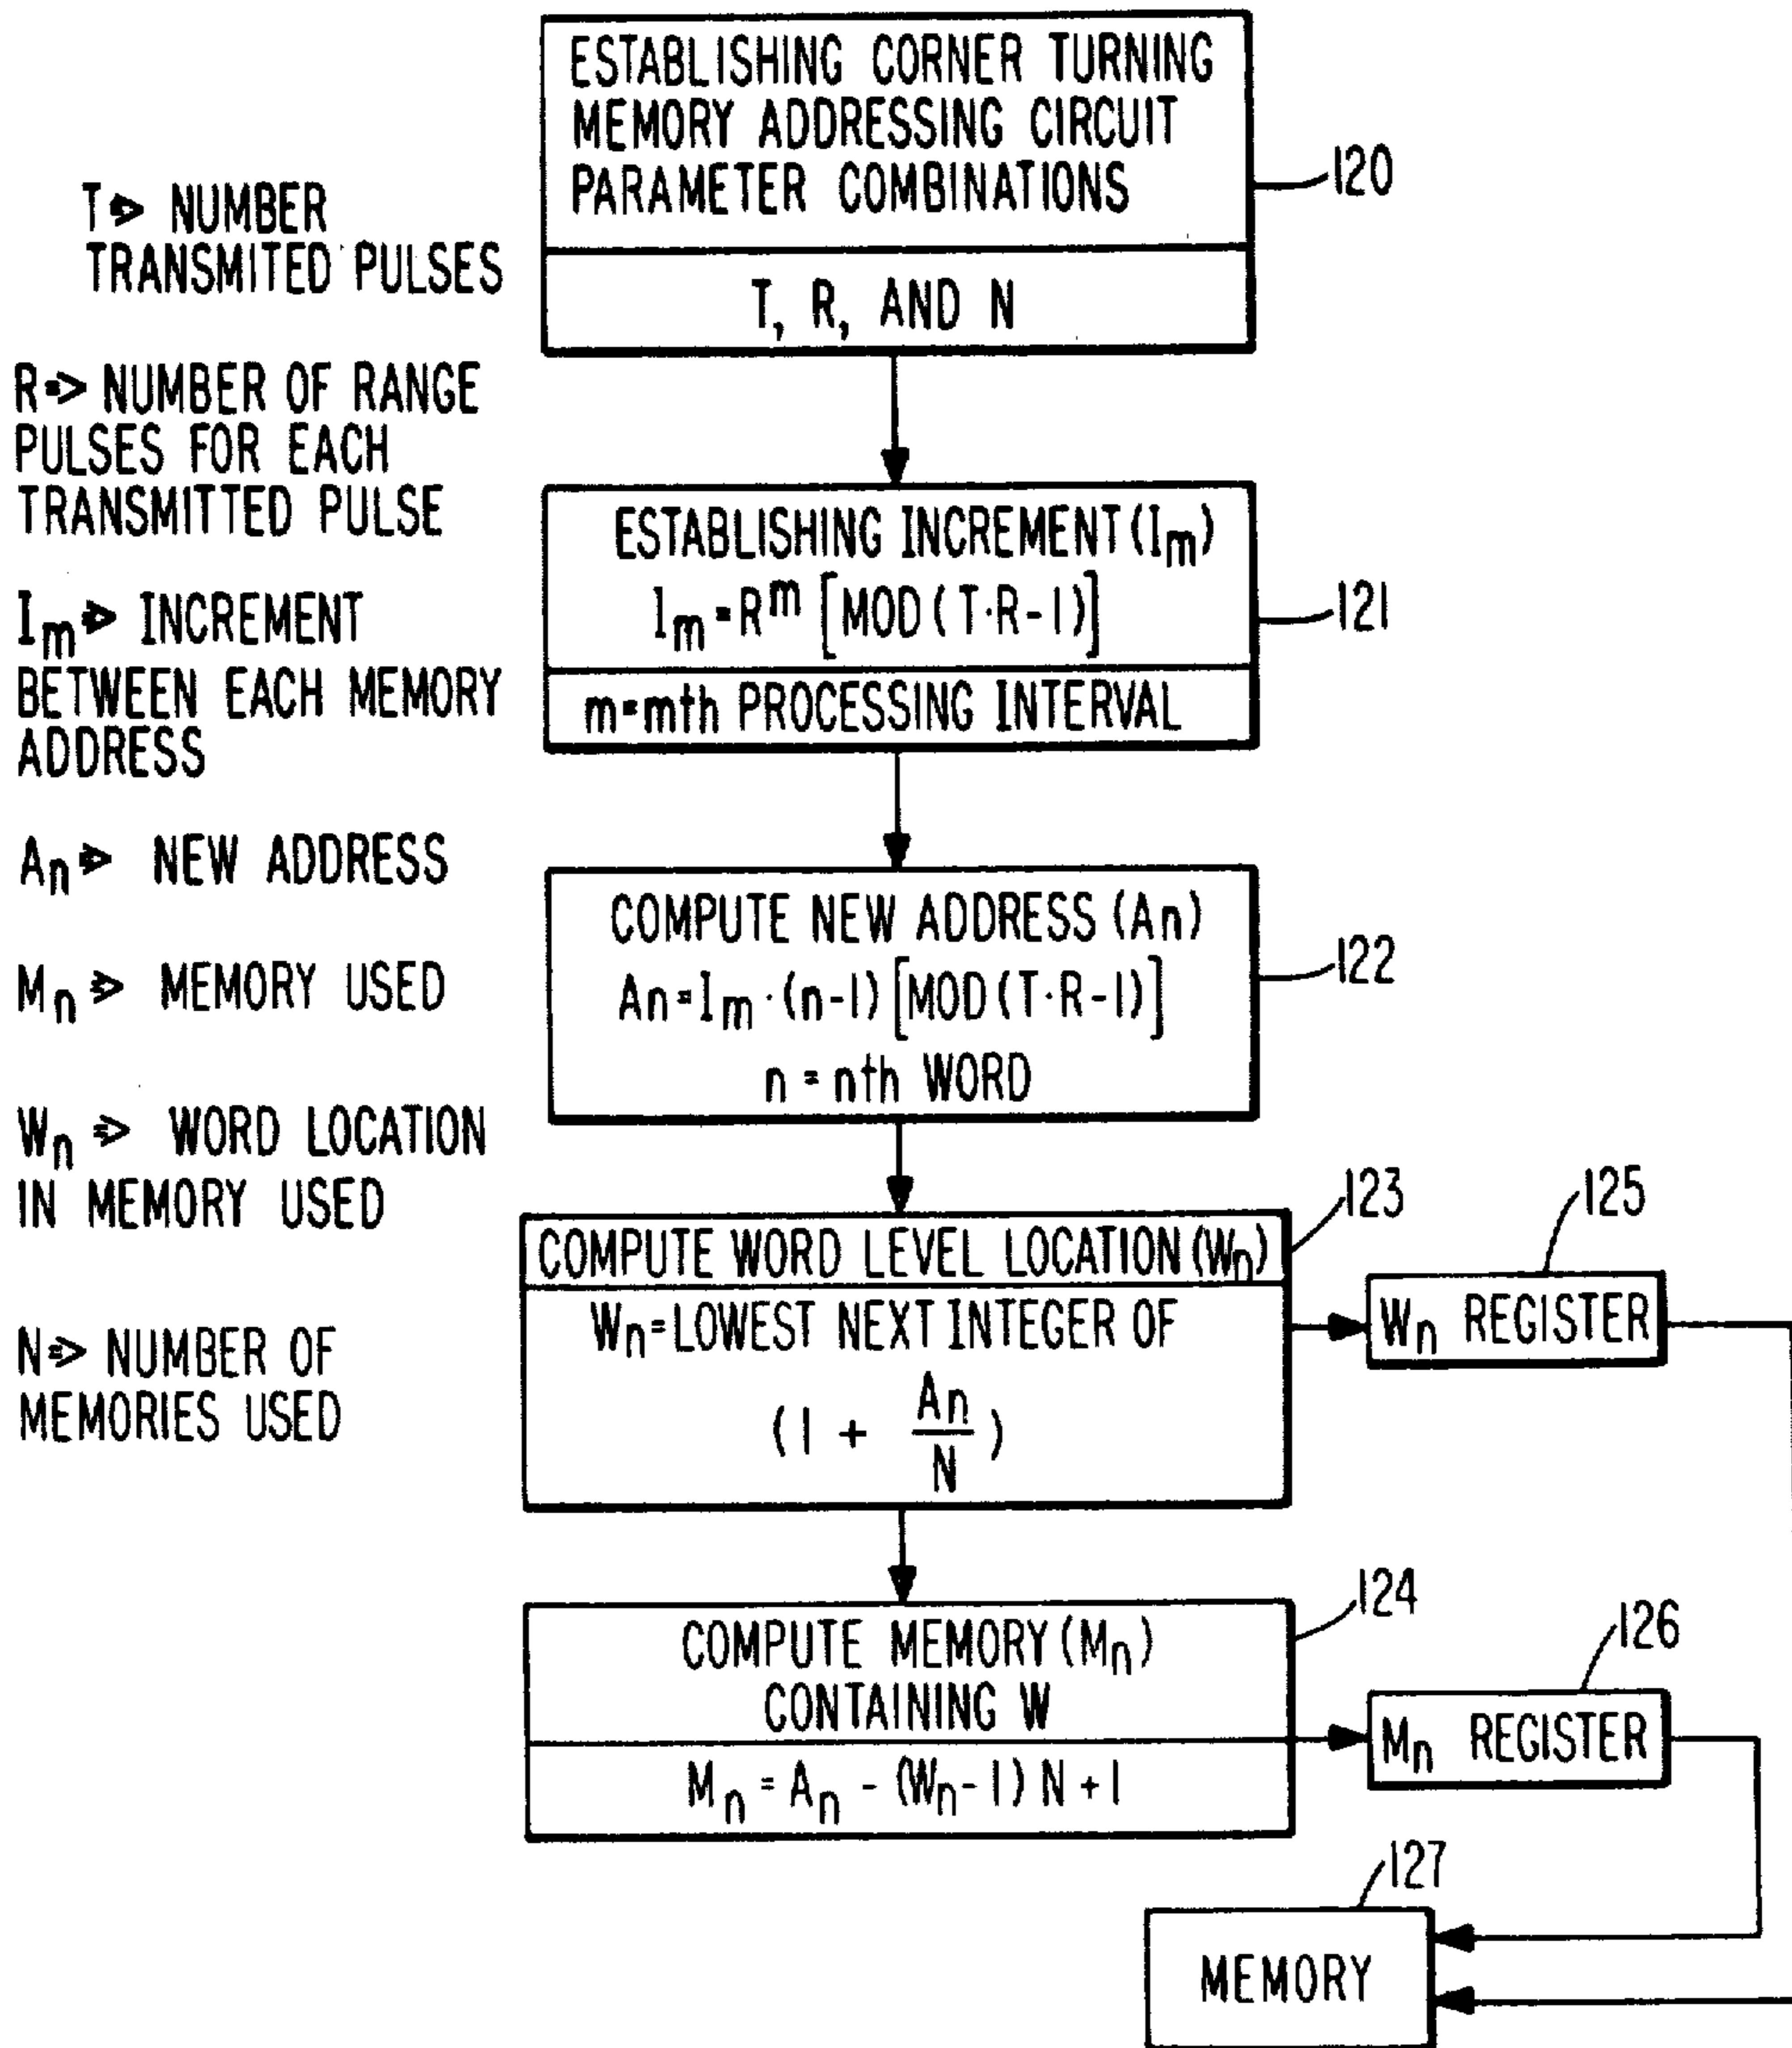 ESTABLISHING CORNER TURNING
MEMORY ADDRESSING CIRCUIT
PARAMETER COMBINATIONS
120
T, R, AND N
T => NUMBER
TRANSMITED PULSES
R => NUMBER OF RANGE
PULSES FOR EACH
TRANSMITTED PULSE
Im => INCREMENT
BETWEEN EACH MEMORY
ADDRESS
An => NEW ADDRESS
Mn => MEMORY USED
Wn => WORD LOCATION
IN MEMORY USED
N => NUMBER OF
MEMORIES USED
ESTABLISHING INCREMENT (Im)
Im = R^m [MOD (T·R-1)]
121
m = mth PROCESSING INTERVAL
COMPUTE NEW ADDRESS (An)
An = Im · (n-1) [MOD (T·R-1)]
122
n = nth WORD
123
COMPUTE WORD LEVEL LOCATION (Wn)
Wn = LOWEST NEXT INTEGER OF
(1 + An/N)
125
Wn REGISTER
124
COMPUTE MEMORY (Mn)
CONTAINING W
Mn = An - (Wn-1) N + 1
126
Mn REGISTER
127
MEMORY